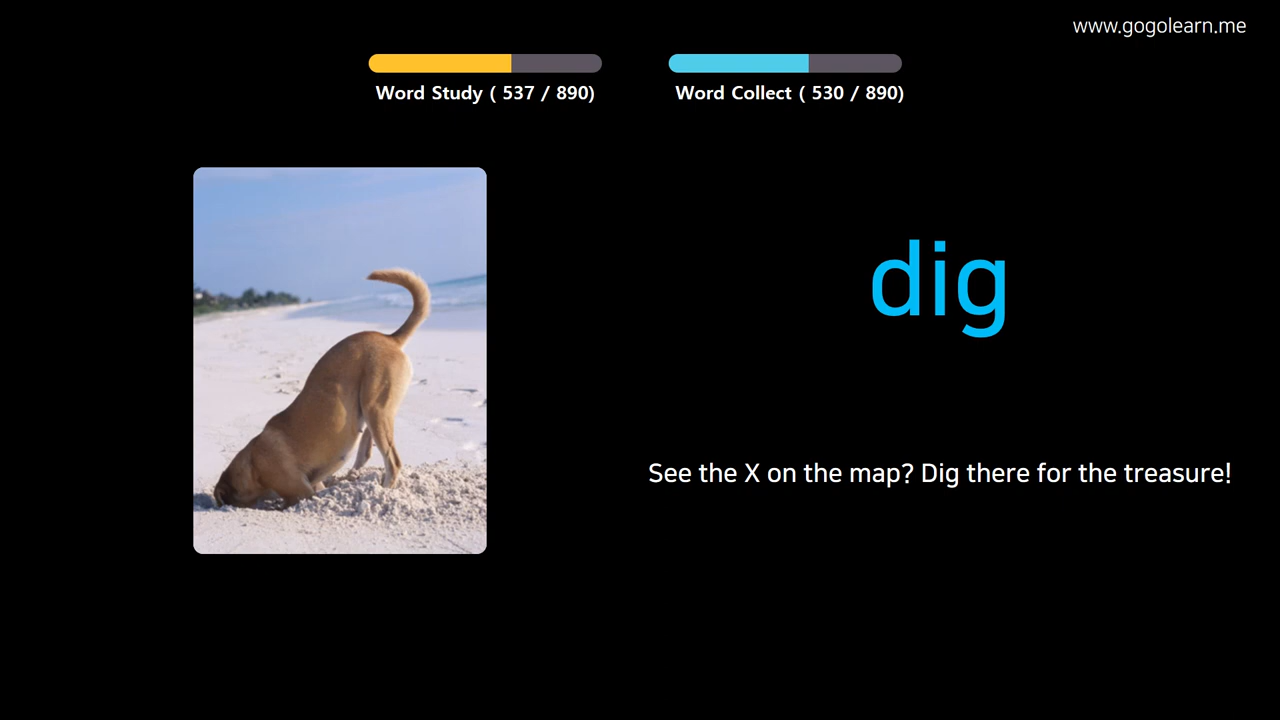 www.gogolearn.me
Word Study ( 537 / 890)
Word Collect ( 530 / 890)
dig
See the X on the map? Dig there for the treasure!